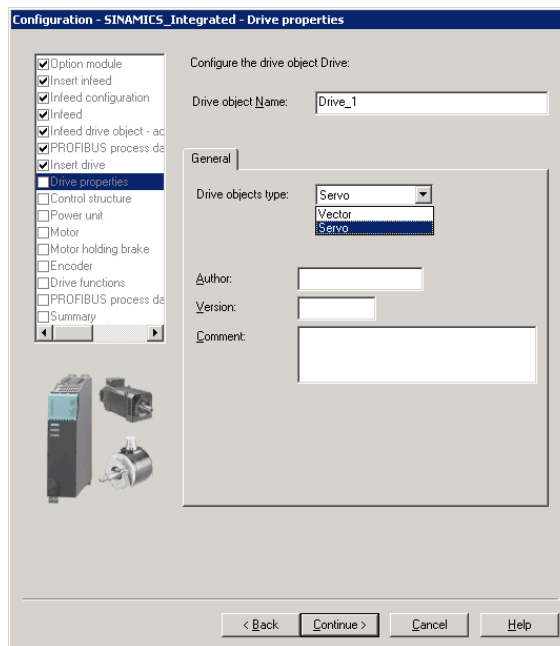 Configuration - SINAMICS_Integrated - Drive properties
Option module
Insert infeed
Infeed configuration
Infeed
Infeed drive object - ac
PROFIBUS process da
Insert drive
Drive properties
Control structure
Power unit
Motor
Motor holding brake
Encoder
Drive functions
PROFIBUS process da
Summary
Configure the drive object Drive:
Drive object Name: Drive_1
General
Drive objects type: Servo
Vector
Servo
Author:
Version:
Comment:
< Back Continue > Cancel Help